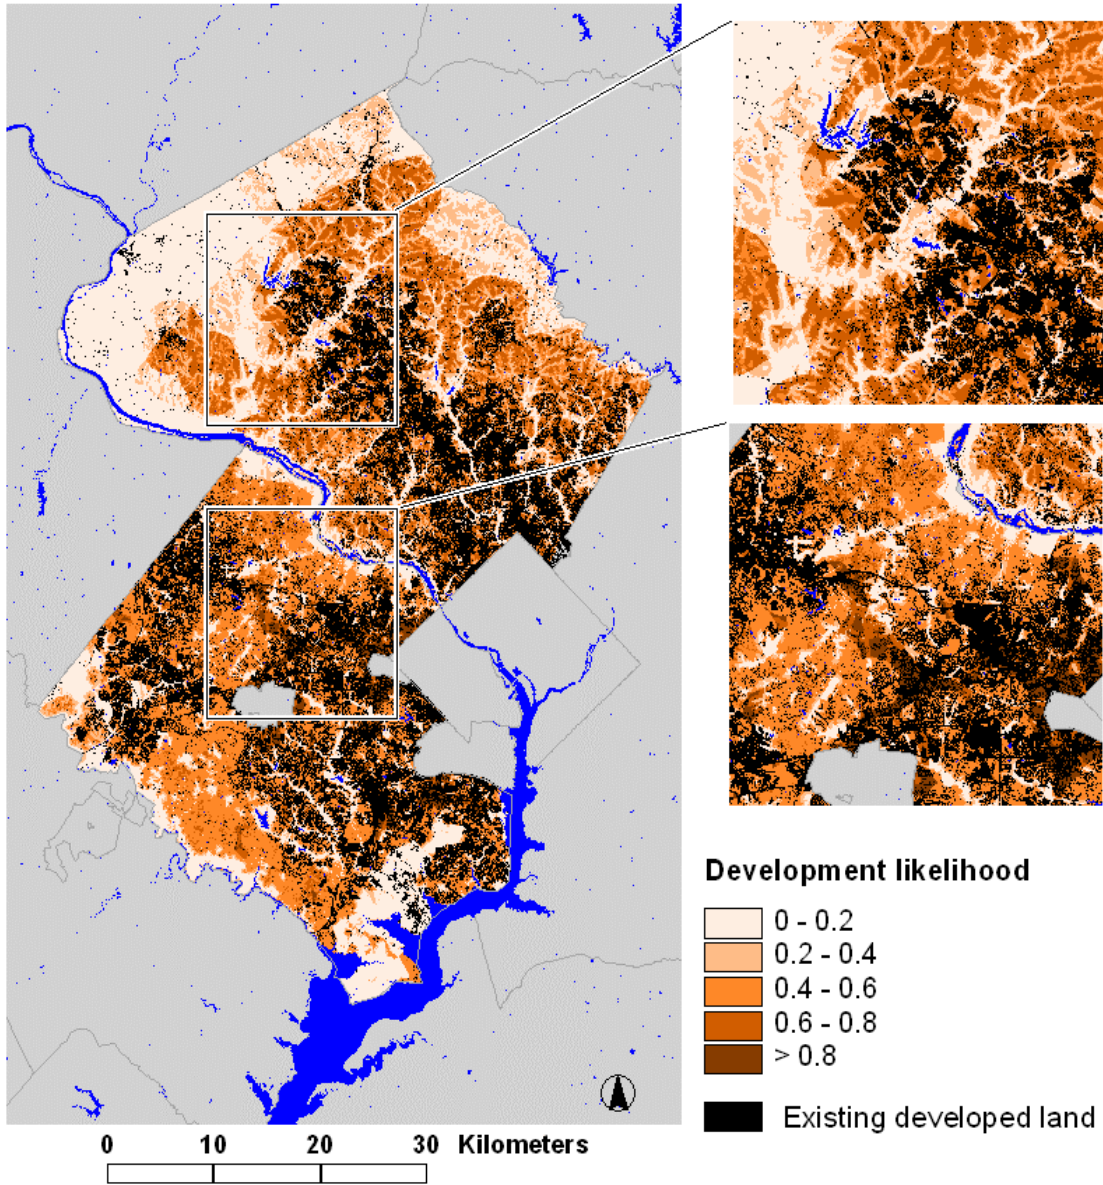 Development likelihood
0 - 0.2
0.2 - 0.4
0.4 - 0.6
0.6 - 0.8
> 0.8
Existing developed land
0 10 20 30 Kilometers